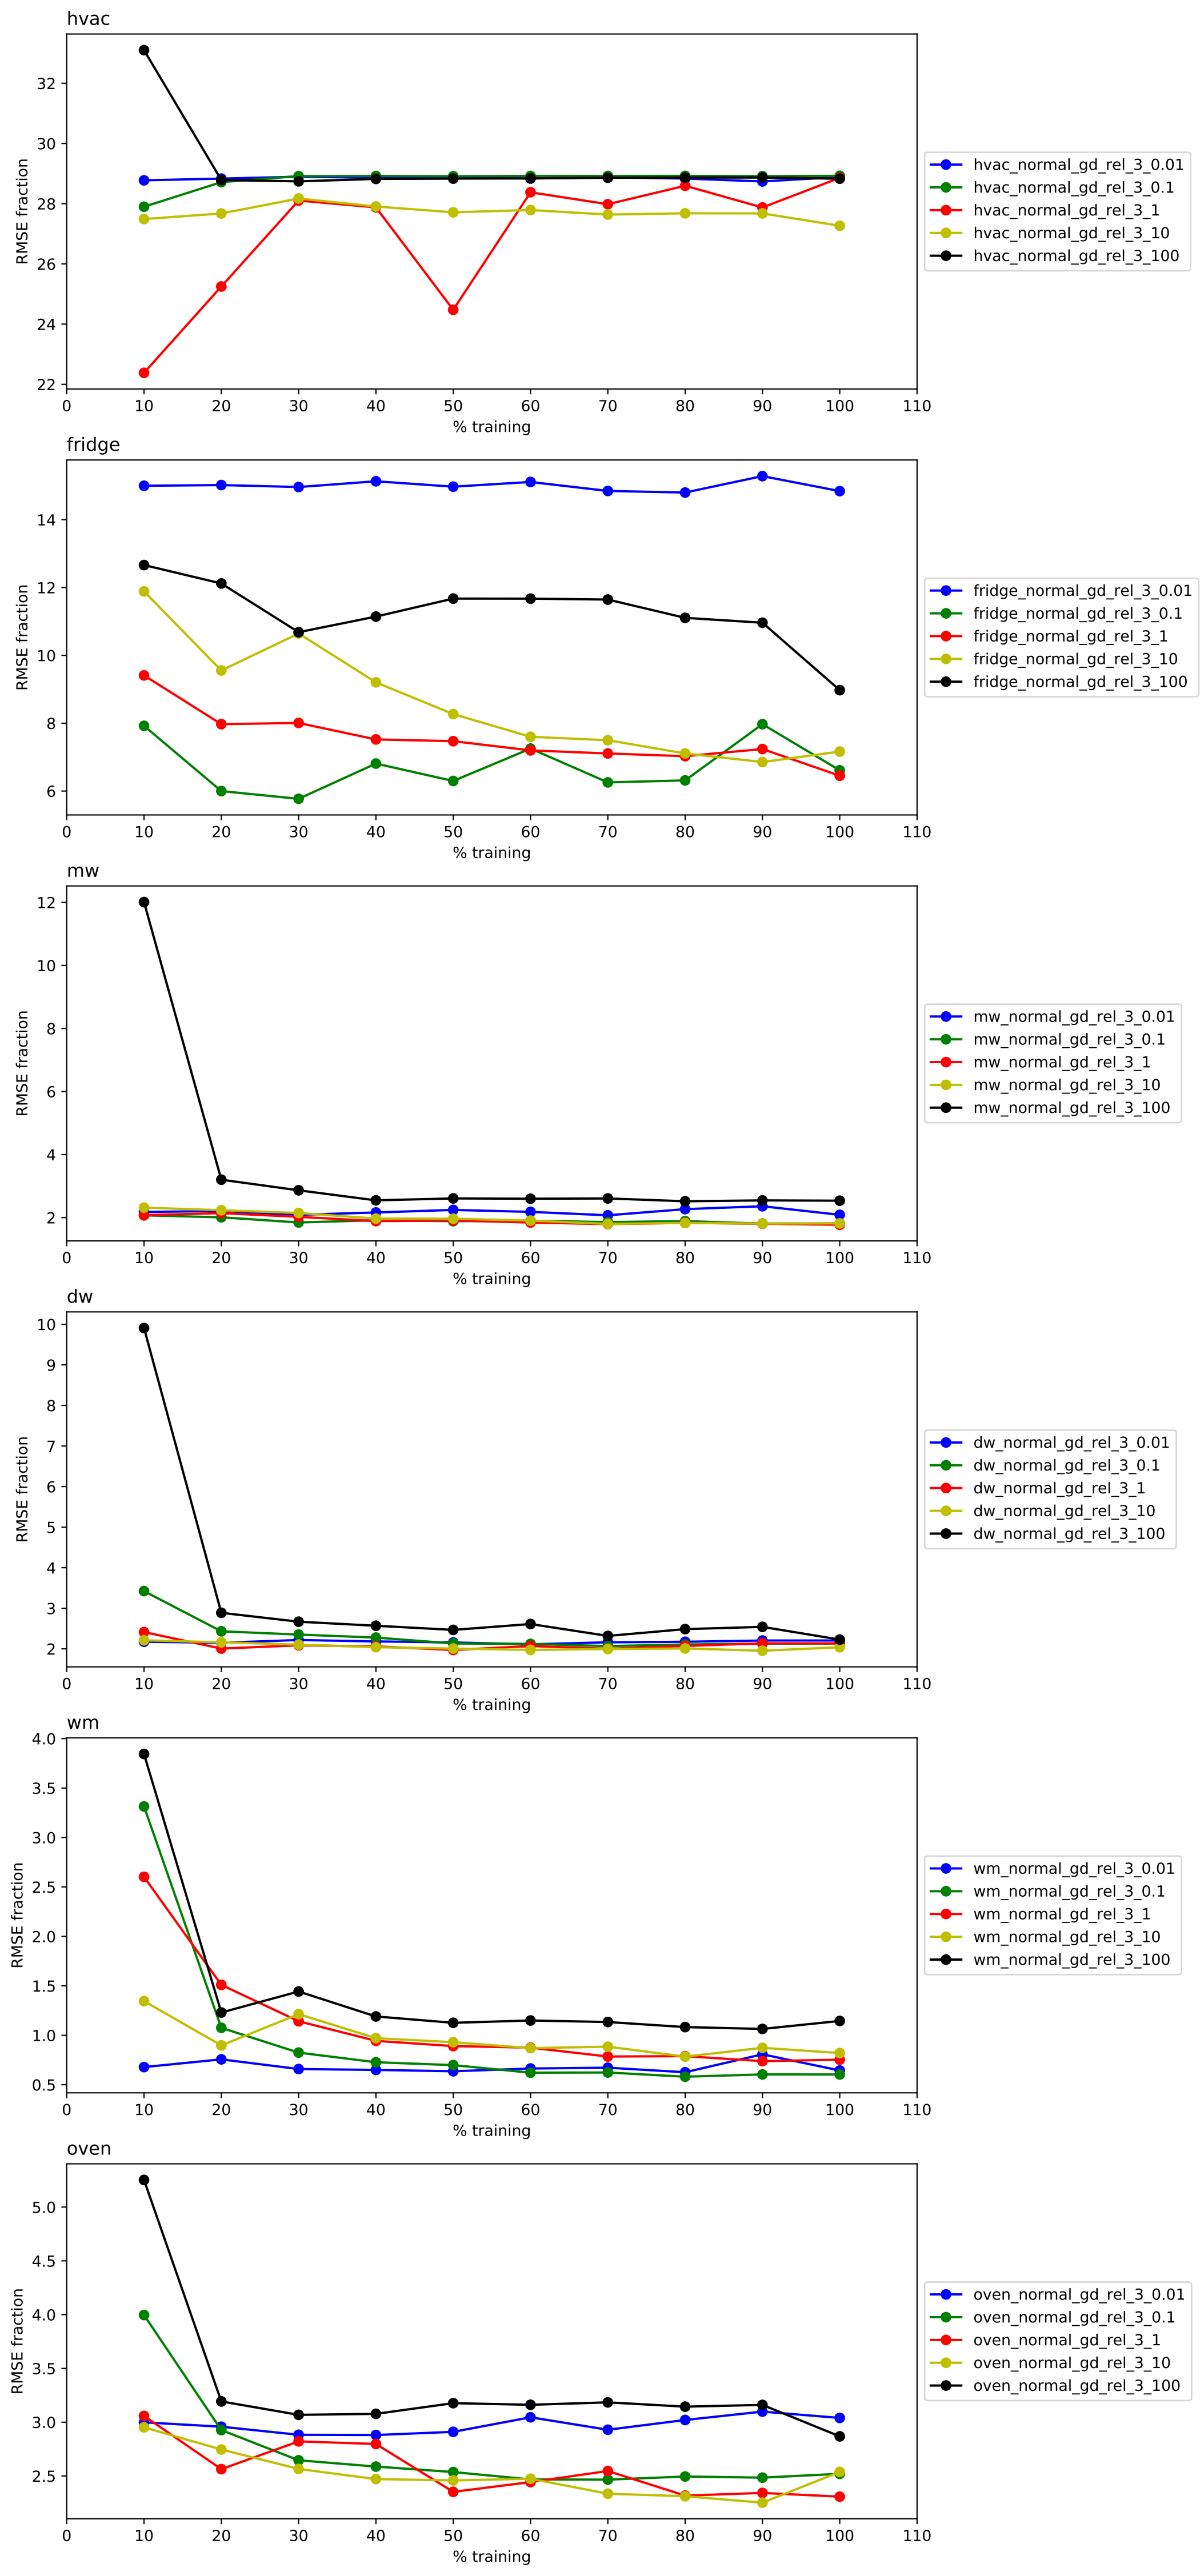 hvac
RMSE fraction
32
30
28
26
24
22
0 10 20 30 40 50 60 70 80 90 100 110
% training
hvac_normal_gd_rel_3_0.01
hvac_normal_gd_rel_3_0.1
hvac_normal_gd_rel_3_1
hvac_normal_gd_rel_3_10
hvac_normal_gd_rel_3_100
fridge
RMSE fraction
14
12
10
8
6
0 10 20 30 40 50 60 70 80 90 100 110
% training
fridge_normal_gd_rel_3_0.01
fridge_normal_gd_rel_3_0.1
fridge_normal_gd_rel_3_1
fridge_normal_gd_rel_3_10
fridge_normal_gd_rel_3_100
mw
RMSE fraction
12
10
8
6
4
2
0 10 20 30 40 50 60 70 80 90 100 110
% training
mw_normal_gd_rel_3_0.01
mw_normal_gd_rel_3_0.1
mw_normal_gd_rel_3_1
mw_normal_gd_rel_3_10
mw_normal_gd_rel_3_100
dw
RMSE fraction
10
9
8
7
6
5
4
3
2
0 10 20 30 40 50 60 70 80 90 100 110
% training
dw_normal_gd_rel_3_0.01
dw_normal_gd_rel_3_0.1
dw_normal_gd_rel_3_1
dw_normal_gd_rel_3_10
dw_normal_gd_rel_3_100
wm
RMSE fraction
4.0
3.5
3.0
2.5
2.0
1.5
1.0
0.5
0 10 20 30 40 50 60 70 80 90 100 110
% training
wm_normal_gd_rel_3_0.01
wm_normal_gd_rel_3_0.1
wm_normal_gd_rel_3_1
wm_normal_gd_rel_3_10
wm_normal_gd_rel_3_100
oven
RMSE fraction
5.0
4.5
4.0
3.5
3.0
2.5
0 10 20 30 40 50 60 70 80 90 100 110
% training
oven_normal_gd_rel_3_0.01
oven_normal_gd_rel_3_0.1
oven_normal_gd_rel_3_1
oven_normal_gd_rel_3_10
oven_normal_gd_rel_3_100